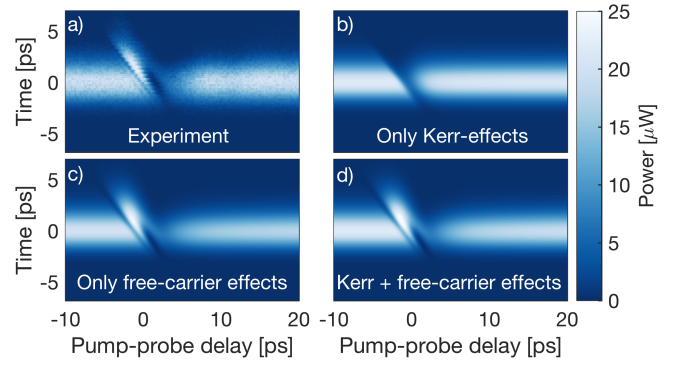 a)
b)
25
5
Time [ps]
0
-5
Experiment
Only Kerr-effects
20
15
Power [μW]
c)
d)
10
5
Time [ps]
0
-5
Only free-carrier effects
Kerr + free-carrier effects
5
0
-10 0 10 20
-10 0 10 20
Pump-probe delay [ps]
Pump-probe delay [ps]